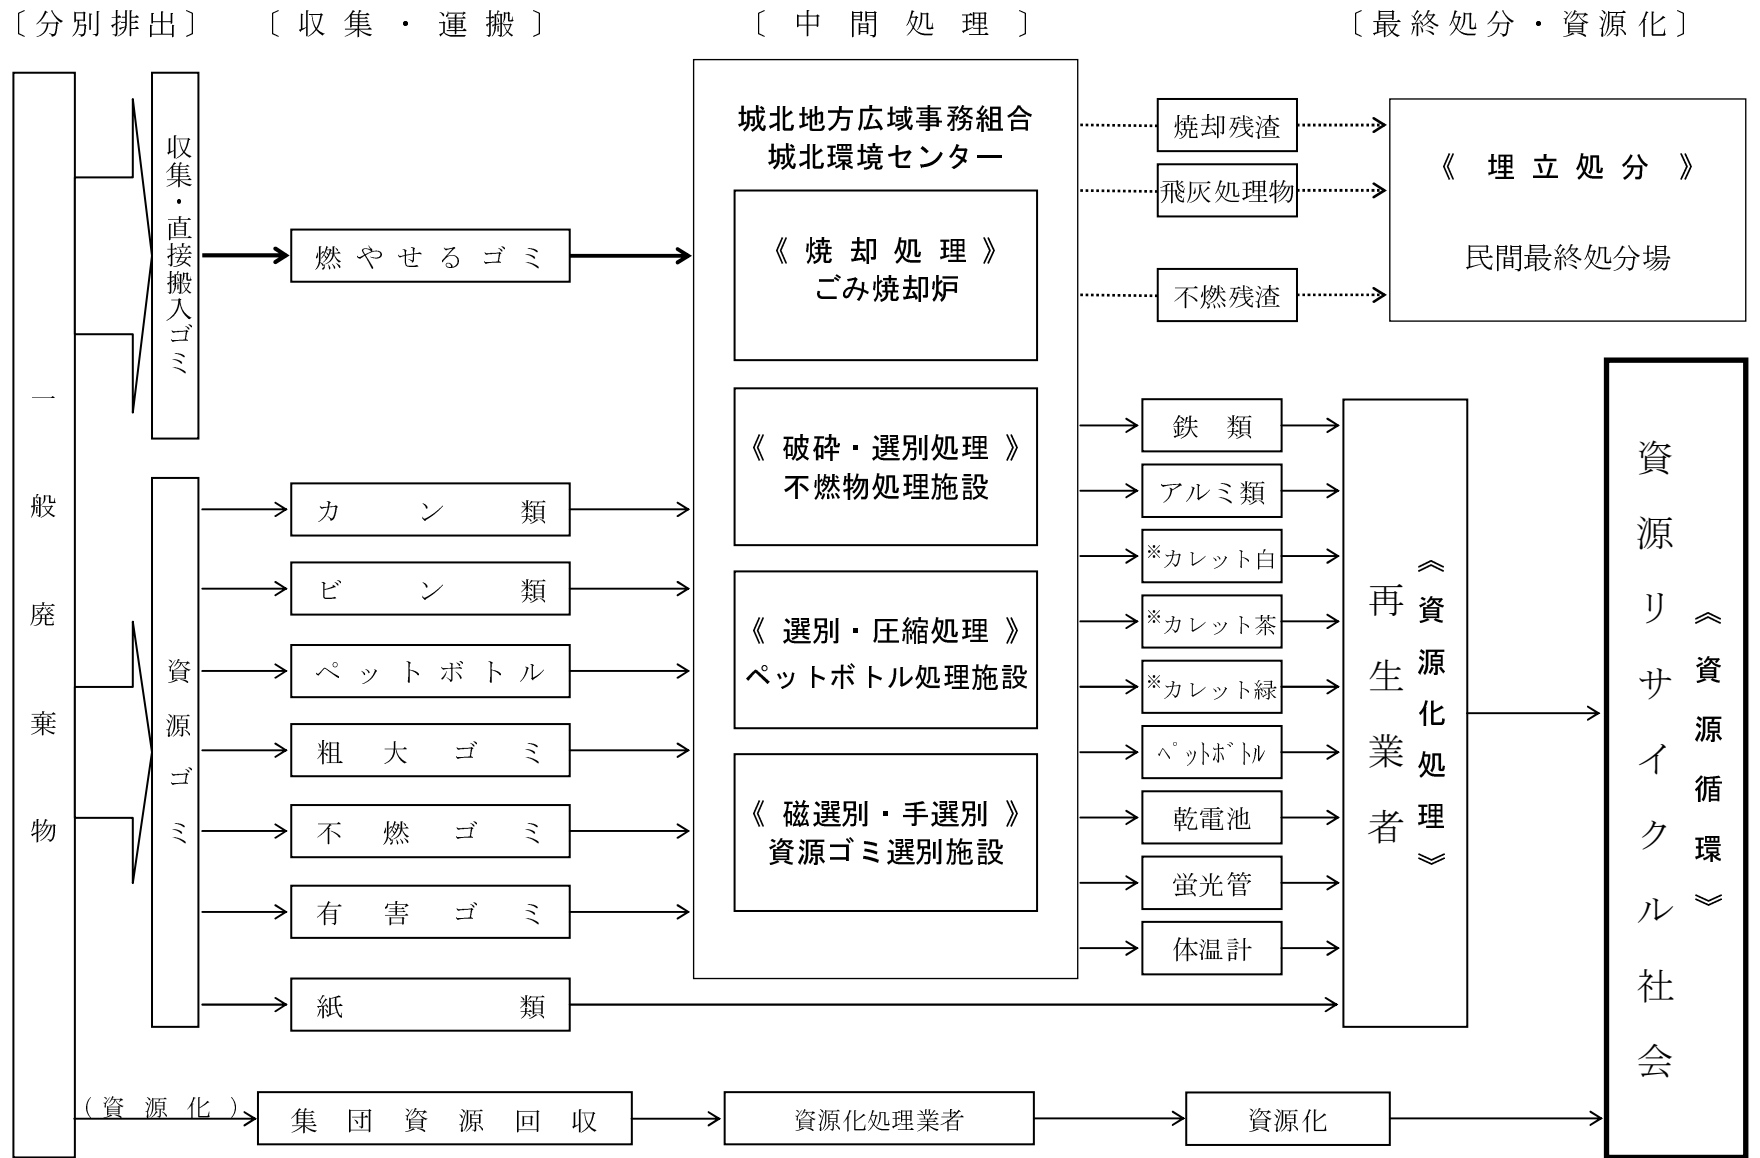 〔分別排出〕
〔収集・運搬〕
〔中間処理〕
〔最終処分・資源化〕
一般廃棄物
収集・直接搬入ゴミ
燃やせるゴミ
城北地方広域事務組合
城北環境センター
《焼却処理》
ごみ焼却炉
《破砕・選別処理》
不燃物処理施設
《選別・圧縮処理》
ペットボトル処理施設
《磁選別・手選別》
資源ゴミ選別施設
焼却残渣
飛灰処理物
不燃残渣
《埋立処分》
民間最終処分場
資源ゴミ
カン類
ビン類
ペットボトル
粗大ゴミ
不燃ゴミ
有害ゴミ
紙類
鉄類
アルミ類
※カレット白
※カレット茶
※カレット緑
ペットボトル
乾電池
蛍光管
体温計
《資源化処理》
再生業者
《資源循環》
資源リサイクル社会
(資源化)
集団資源回収
資源化処理業者
資源化